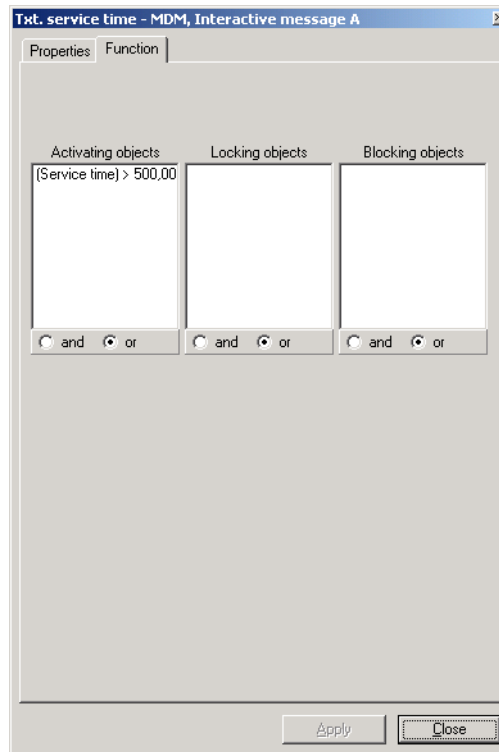 Txt. service time - MDM, Interactive message A
Properties Function
Activating objects Locking objects Blocking objects
(Service time) > 500,00
and or and or and or
Apply Close